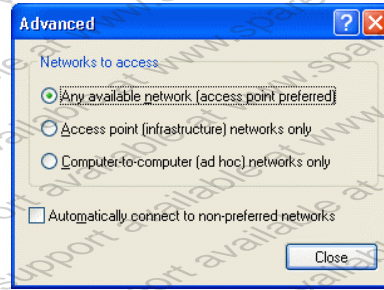 Advanced
Networks to access
Any available network (access point preferred)
Access point (infrastructure) networks only
Computer-to-computer (ad hoc) networks only
Automatically connect to non-preferred networks
Close